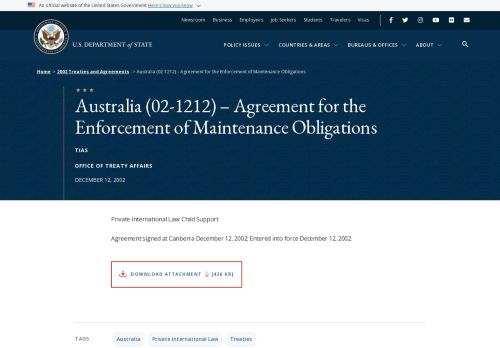 An official website of the United States Government Here's how you know
Newsroom Business Employers Job Seekers Students Travelers Visas
U.S. DEPARTMENT of STATE
POLICY ISSUES COUNTRIES & AREAS BUREAUS & OFFICES ABOUT
Home > 2002 Treaties and Agreements > Australia (02-1212) – Agreement for the Enforcement of Maintenance Obligations
Australia (02-1212) – Agreement for the
Enforcement of Maintenance Obligations
TIAS
OFFICE OF TREATY AFFAIRS
DECEMBER 12, 2002
Private International Law: Child Support
Agreement signed at Canberra December 12, 2002; Entered into force December 12, 2002.
DOWNLOAD ATTACHMENT [426 KB]
TAGS Australia Private International Law Treaties